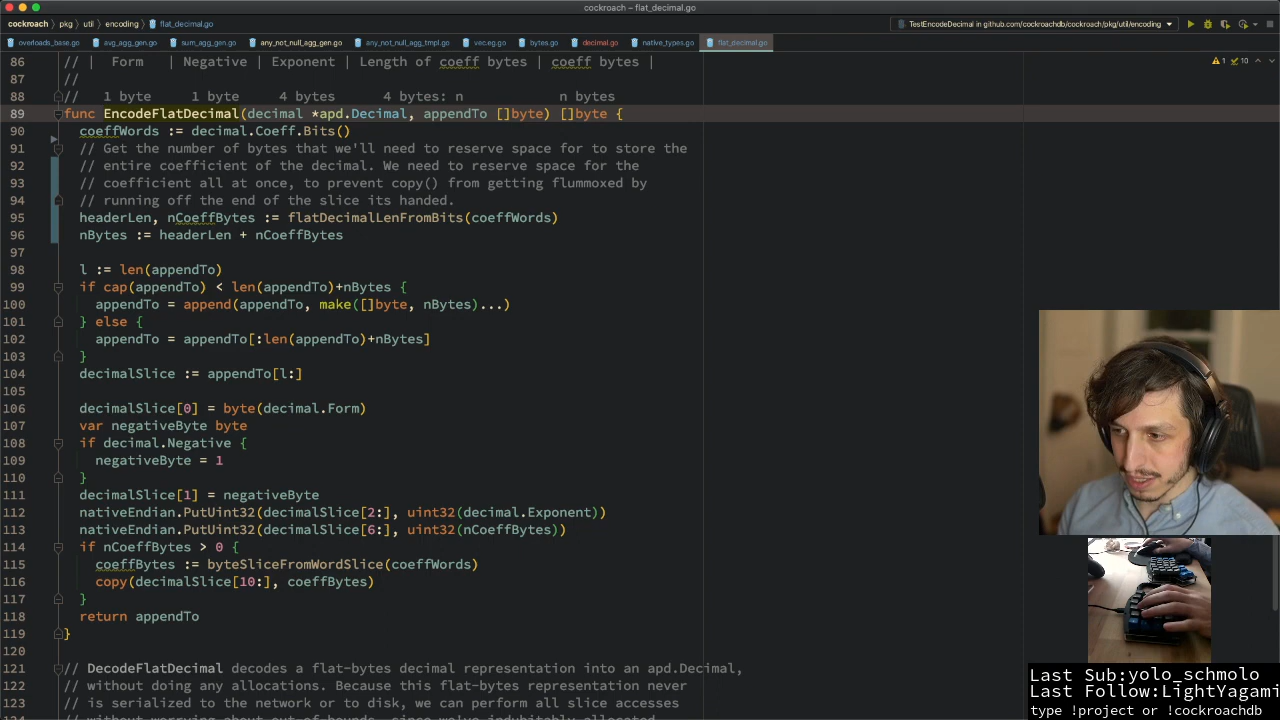 cockroach – flat_decimal.go
cockroach › pkg › util › encoding › flat_decimal.go
TestEncodeDecimal in github.com/cockroachdb/cockroach/pkg/util/encoding
overloads_base.go avg_agg_gen.go sum_agg_gen.go any_not_null_agg_gen.go any_not_null_agg_tmpl.go vec.eg.go bytes.go decimal.go native_types.go flat_decimal.go
1 10
86 // | Form | Negative | Exponent | Length of coeff bytes | coeff bytes |
87 //
88 // 1 byte 1 byte 4 bytes 4 bytes: n n bytes
89 func EncodeFlatDecimal(decimal *apd.Decimal, appendTo []byte) []byte {
90 coeffWords := decimal.Coeff.Bits()
91 // Get the number of bytes that we'll need to reserve space for to store the
92 // entire coefficient of the decimal. We need to reserve space for the
93 // coefficient all at once, to prevent copy() from getting flummoxed by
94 // running off the end of the slice its handed.
95 headerLen, nCoeffBytes := flatDecimalLenFromBits(coeffWords)
96 nBytes := headerLen + nCoeffBytes
97
98 l := len(appendTo)
99 if cap(appendTo) < len(appendTo)+nBytes {
100 appendTo = append(appendTo, make([]byte, nBytes)...)
101 } else {
102 appendTo = appendTo[:len(appendTo)+nBytes]
103 }
104 decimalSlice := appendTo[l:]
105
106 decimalSlice[0] = byte(decimal.Form)
107 var negativeByte byte
108 if decimal.Negative {
109 negativeByte = 1
110 }
111 decimalSlice[1] = negativeByte
112 nativeEndian.PutUint32(decimalSlice[2:], uint32(decimal.Exponent))
113 nativeEndian.PutUint32(decimalSlice[6:], uint32(nCoeffBytes))
114 if nCoeffBytes > 0 {
115 coeffBytes := byteSliceFromWordSlice(coeffWords)
116 copy(decimalSlice[10:], coeffBytes)
117 }
118 return appendTo
119 }
121 // DecodeFlatDecimal decodes a flat-bytes decimal representation into an apd.Decimal,
122 // without doing any allocations. Because this flat-bytes representation never
123 // is serialized to the network or to disk, we can perform all slice accesses
Last Sub:yolo_schmolo
Last Follow:LightYagami
type !project or !cockroachdb